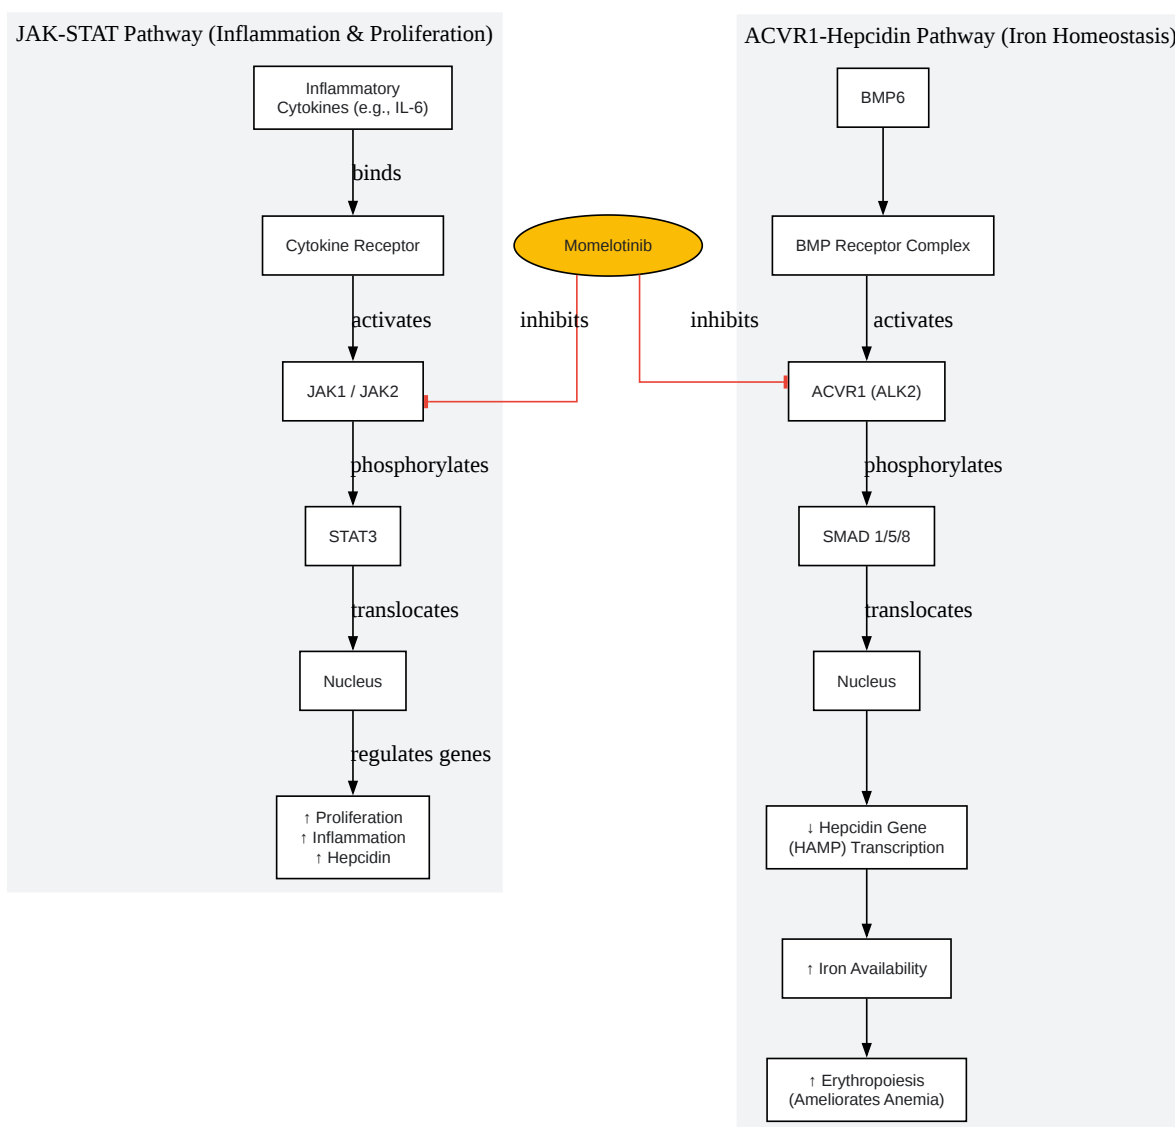 JAK-STAT Pathway (Inflammation & Proliferation)
Inflammatory
Cytokines (e.g., IL-6)
binds
Cytokine Receptor
activates
JAK1 / JAK2
phosphorylates
STAT3
translocates
Nucleus
regulates genes
↑ Proliferation
↑ Inflammation
↑ Hepcidin
Momelotinib
inhibits
inhibits
ACVR1-Hepcidin Pathway (Iron Homeostasis)
BMP6
BMP Receptor Complex
activates
ACVR1 (ALK2)
phosphorylates
SMAD 1/5/8
translocates
Nucleus
↓ Hepcidin Gene
(HAMP) Transcription
↑ Iron Availability
↑ Erythropoiesis
(Ameliorates Anemia)